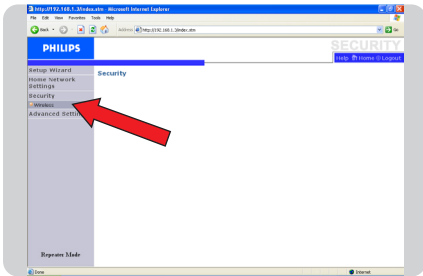 http://192.168.1.3/index.stm - Microsoft Internet Explorer
File Edit View Favorites Tools Help
Back Address http://192.168.1.3/index.stm Go
PHILIPS
SECURITY
Help Home Logout
Setup Wizard
Home Network
Settings
Security
Wireless
Advanced Settin
Security
Repeater Mode
Done Internet